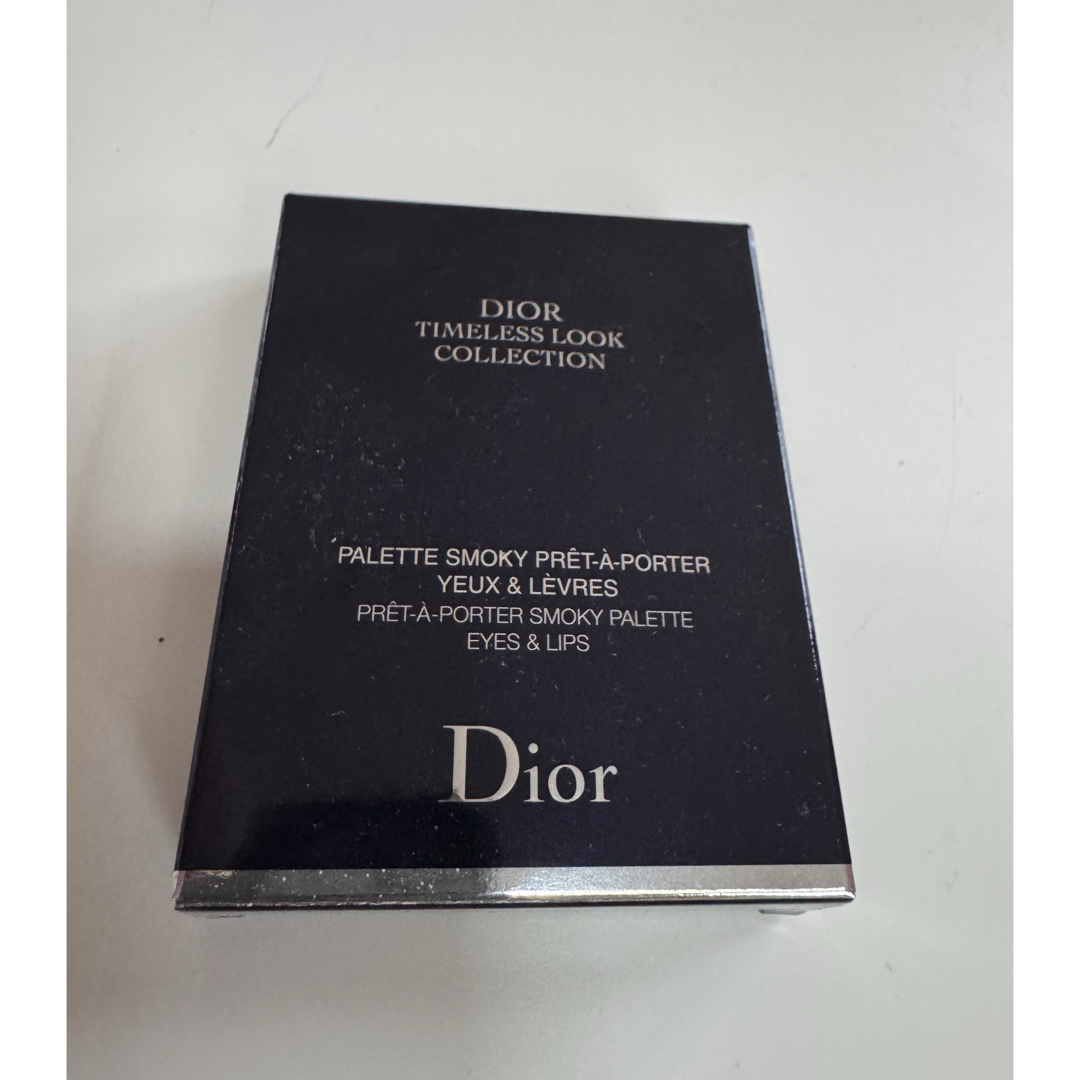 DIOR
TIMELESS LOOK
COLLECTION
PALETTE SMOKY PRÊT-À-PORTER
YEUX & LÈVRES
PRÊT-À-PORTER SMOKY PALETTE
EYES & LIPS
Dior